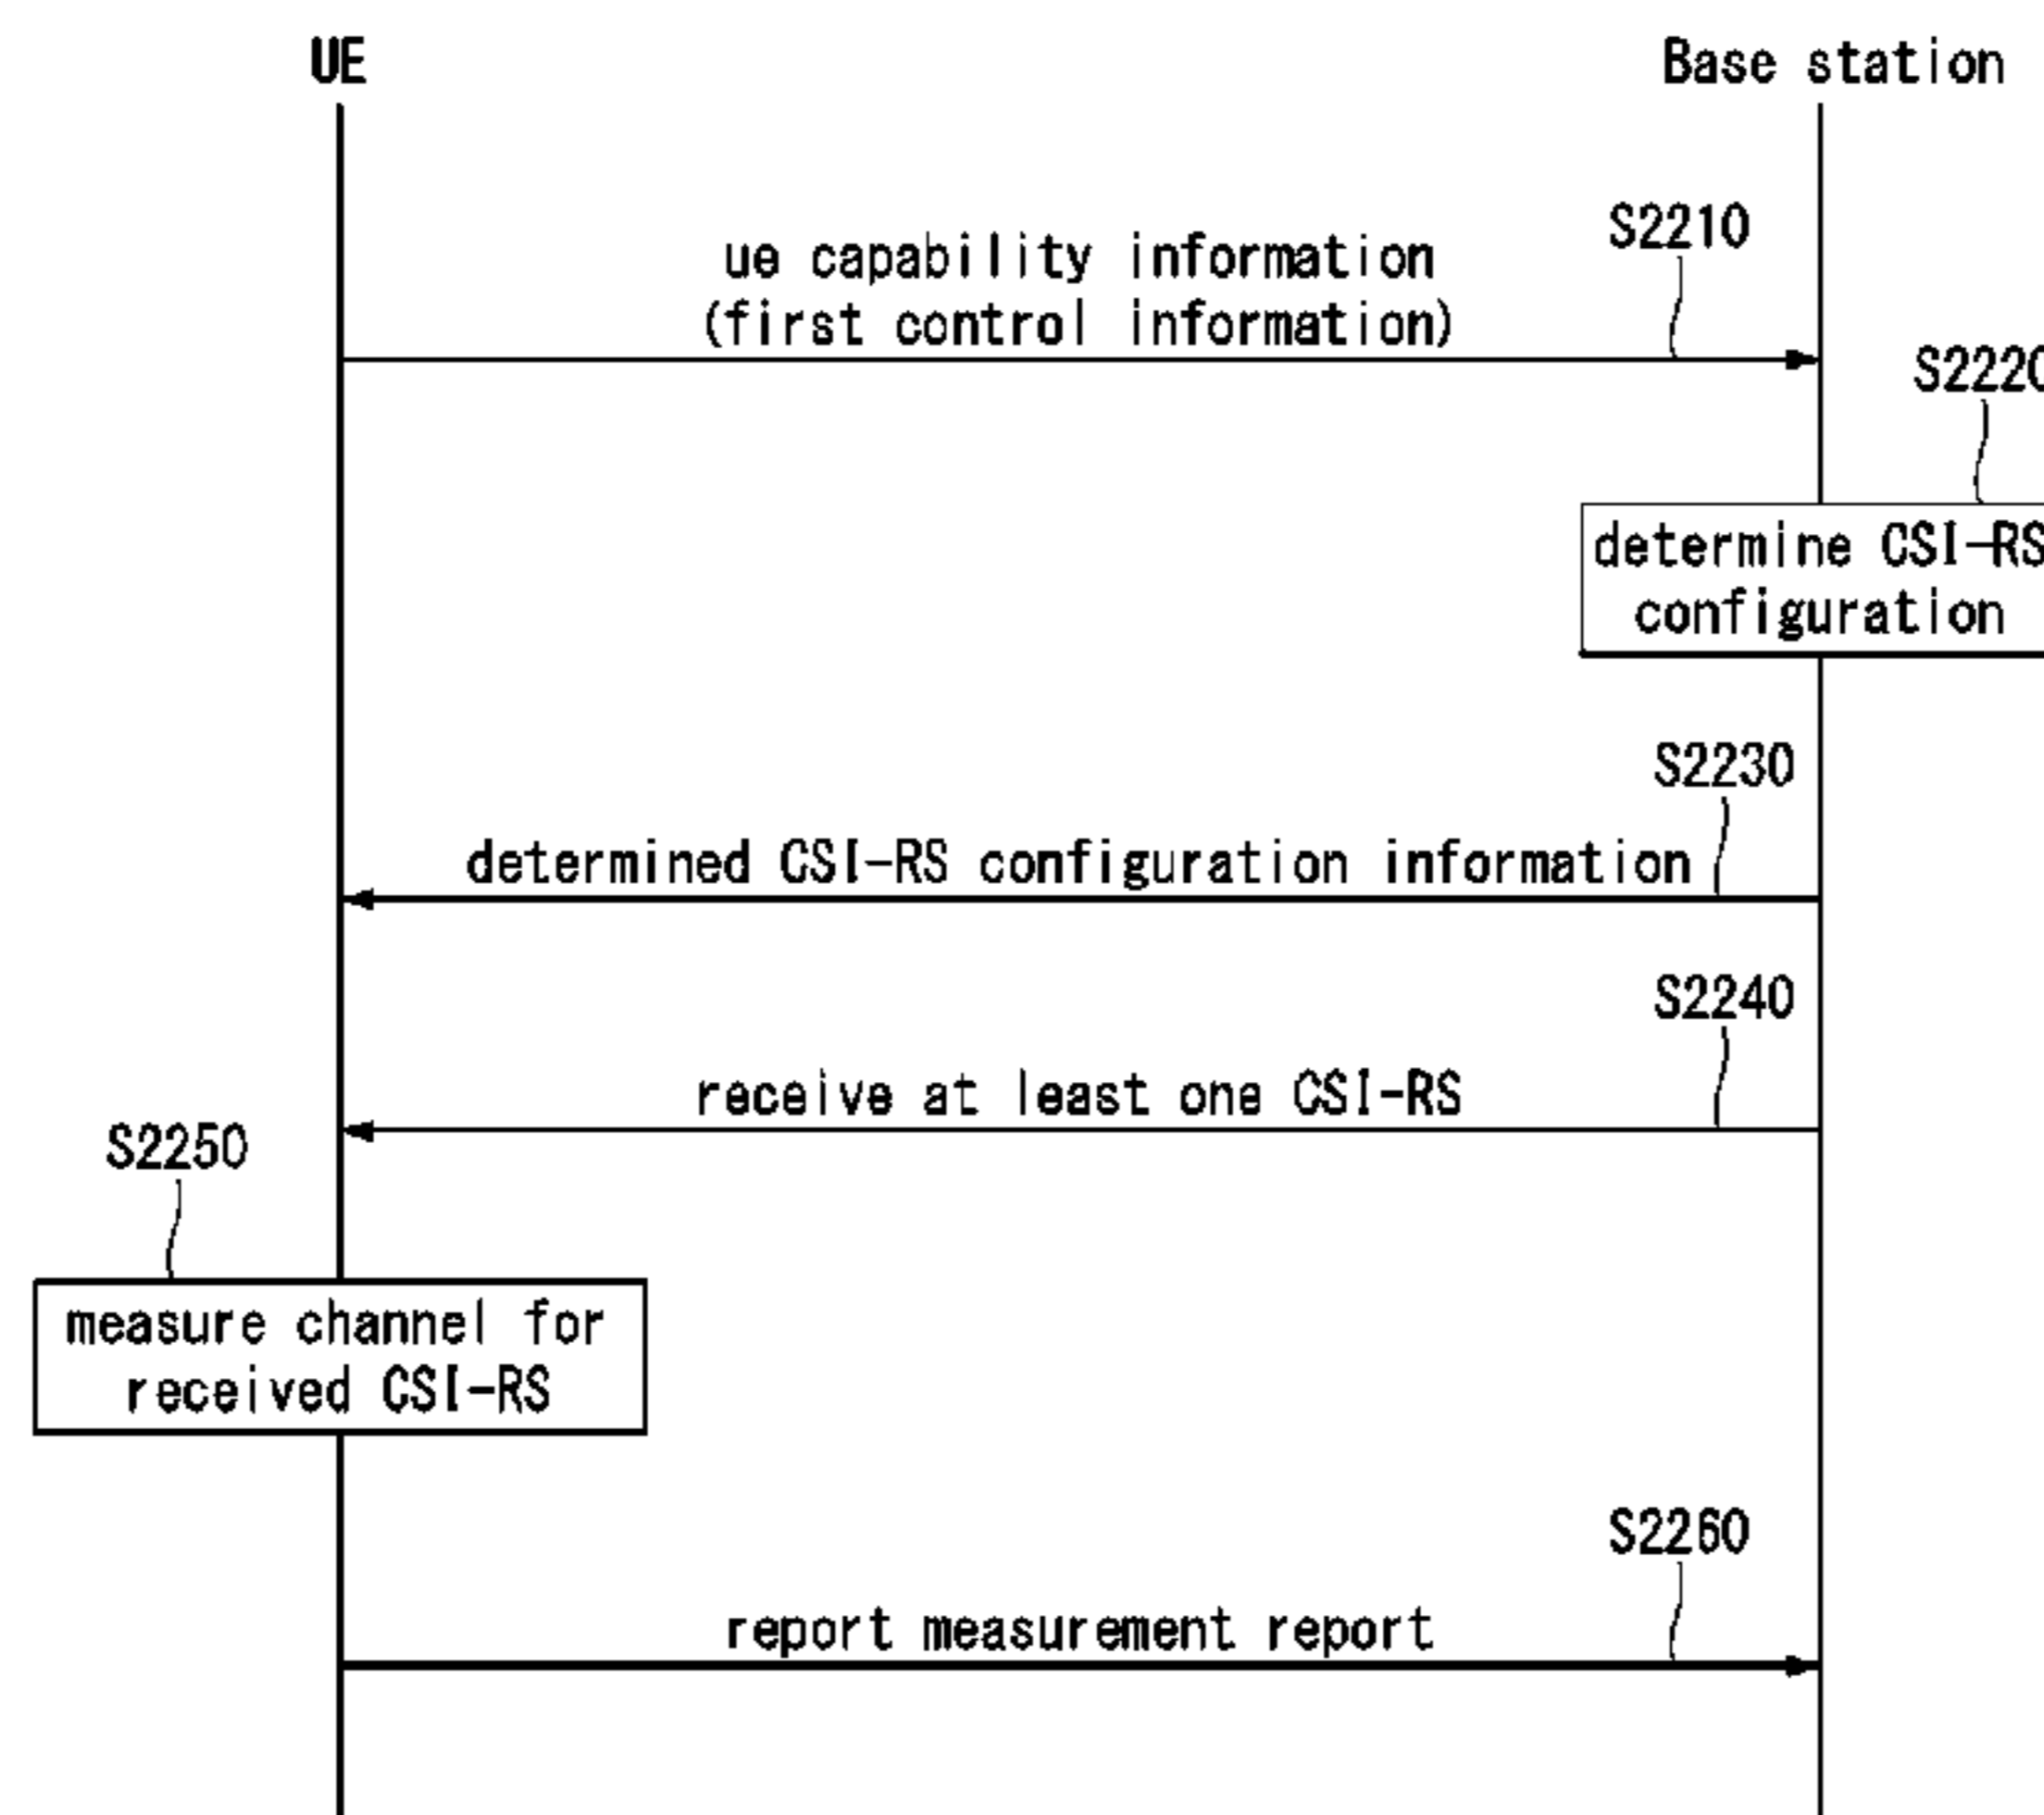 UE
Base station
S2210
ue capability information
(first control information)
S2220
determine CSI-RS
configuration
S2230
determined CSI-RS configuration information
S2240
receive at least one CSI-RS
S2250
measure channel for
received CSI-RS
S2260
report measurement report